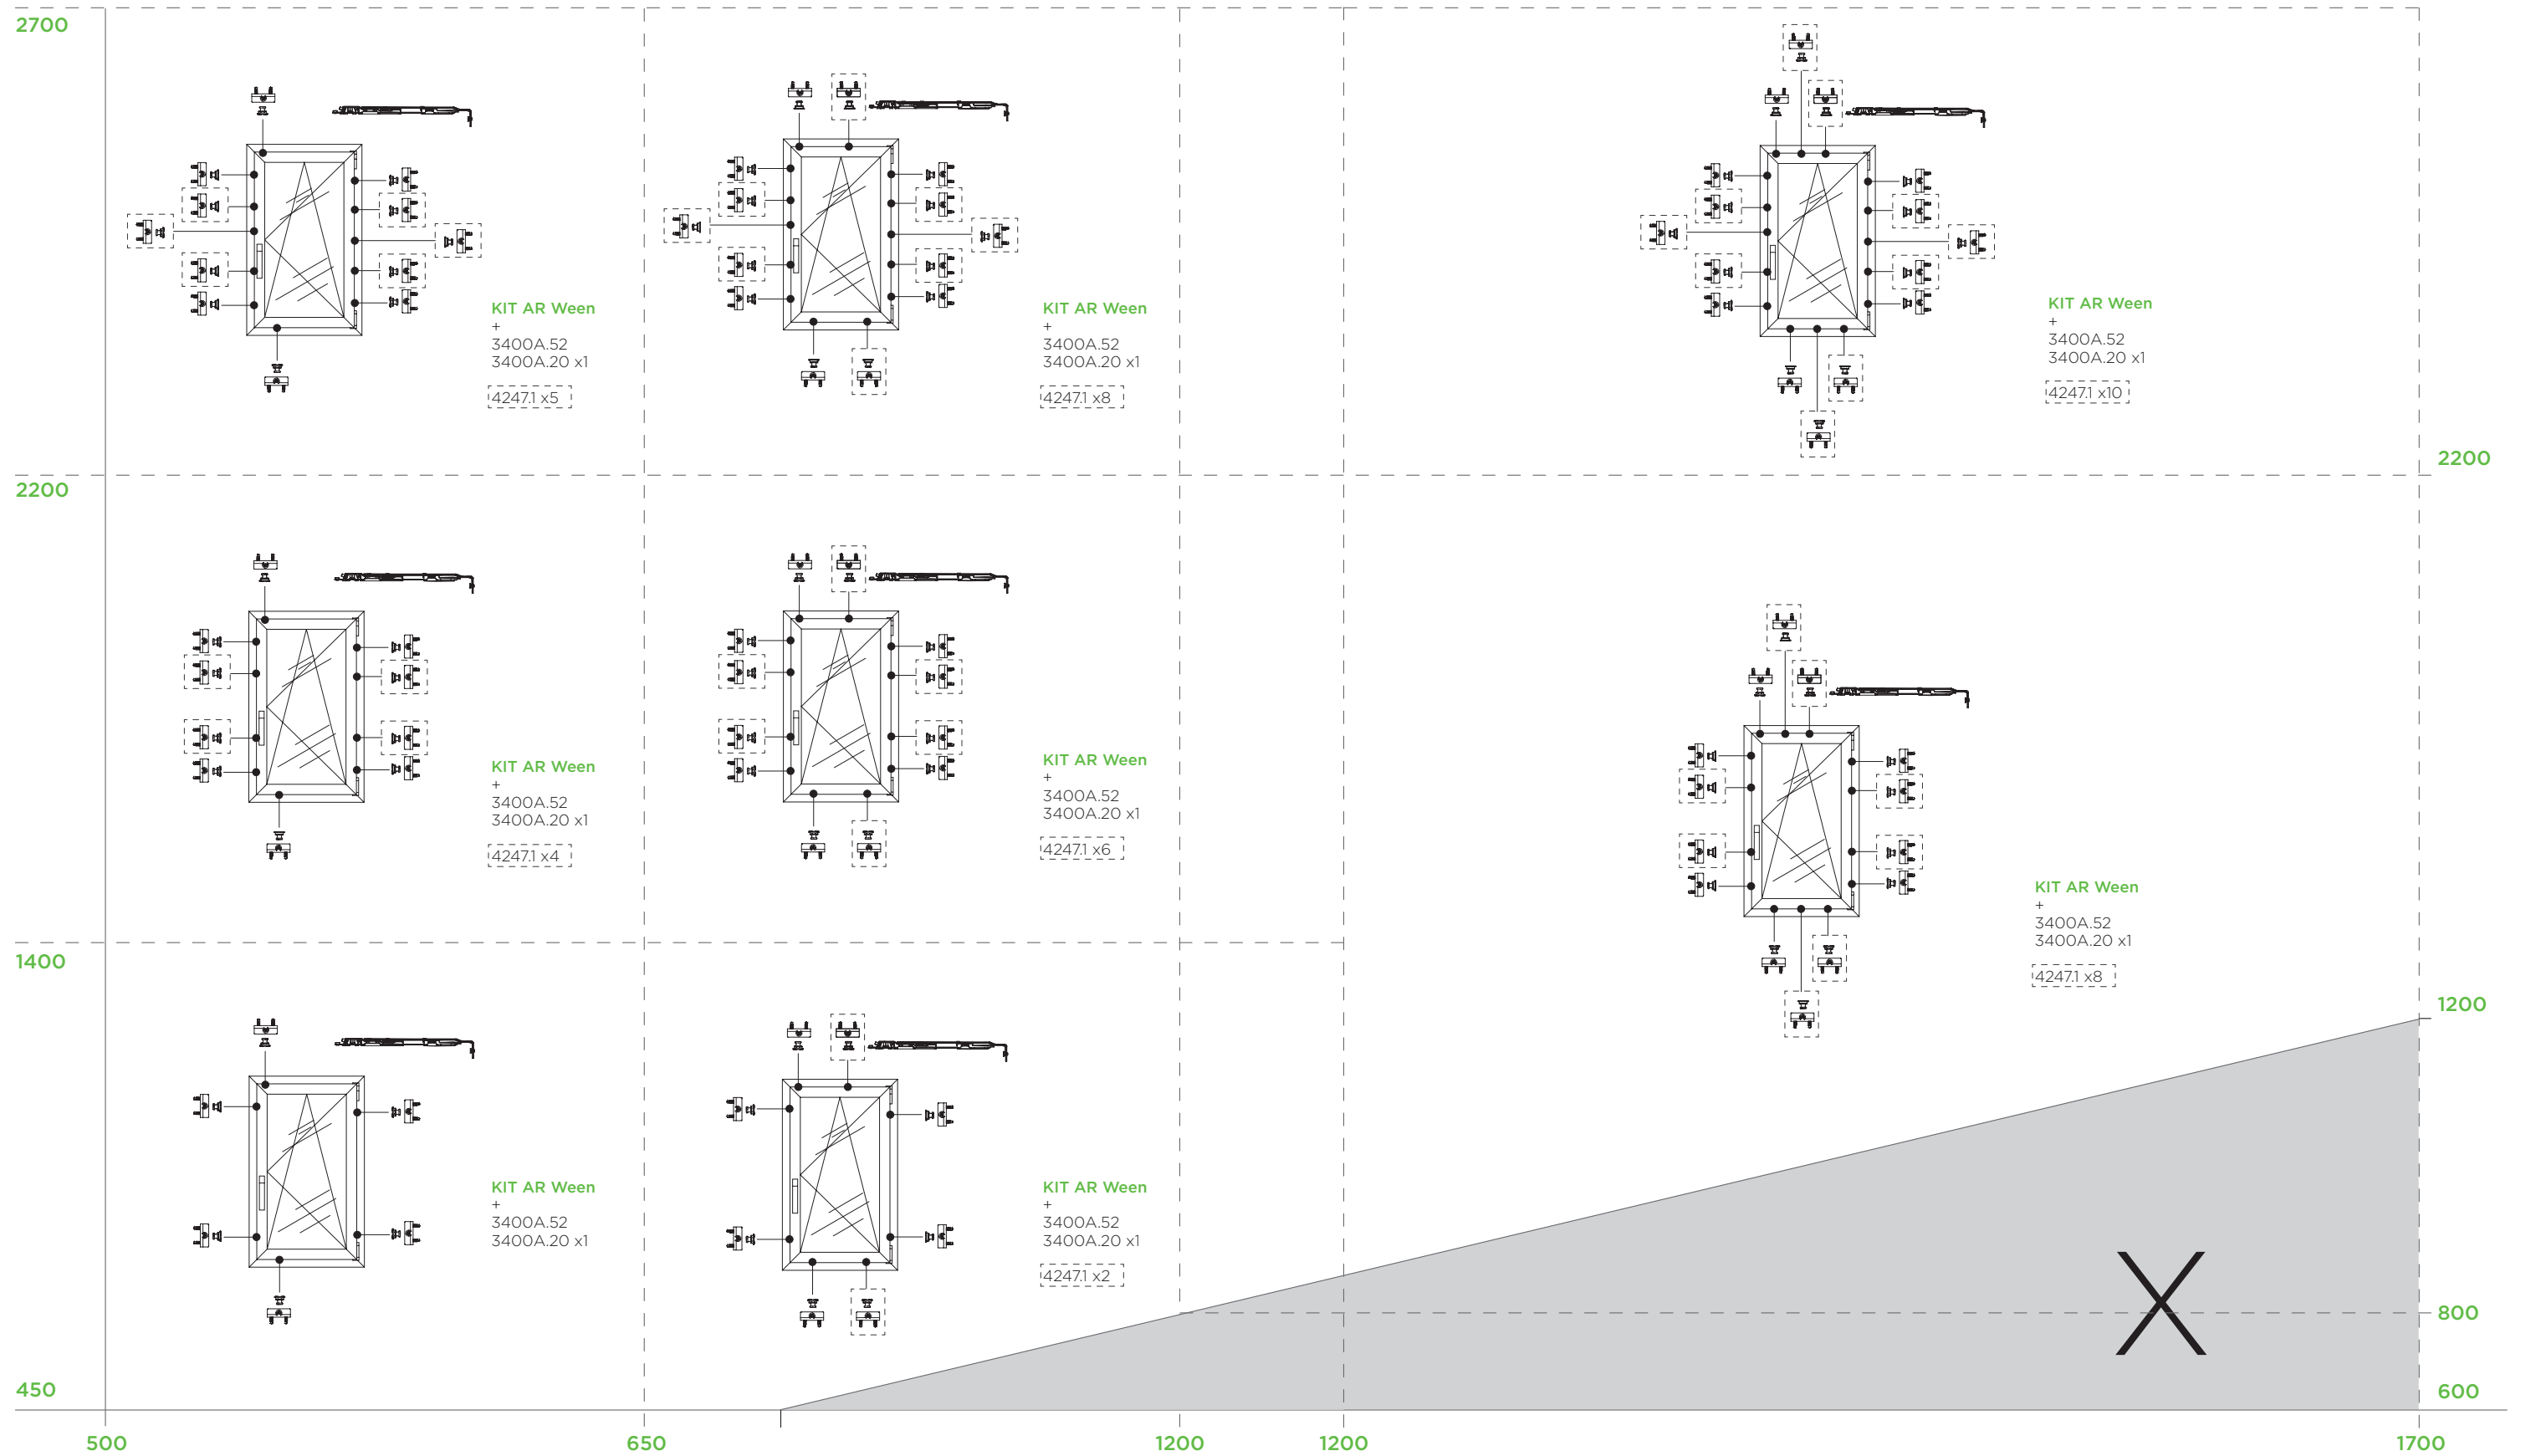 2700
KIT AR Ween
+
3400A.52
3400A.20 x1
4247.1 x5
KIT AR Ween
+
3400A.52
3400A.20 x1
4247.1 x8
KIT AR Ween
+
3400A.52
3400A.20 x1
4247.1 x10
2200
2200
KIT AR Ween
+
3400A.52
3400A.20 x1
4247.1 x4
KIT AR Ween
+
3400A.52
3400A.20 x1
4247.1 x6
KIT AR Ween
+
3400A.52
3400A.20 x1
4247.1 x8
1400
1200
KIT AR Ween
+
3400A.52
3400A.20 x1
KIT AR Ween
+
3400A.52
3400A.20 x1
4247.1 x2
X
800
450
600
500
650
1200
1200
1700